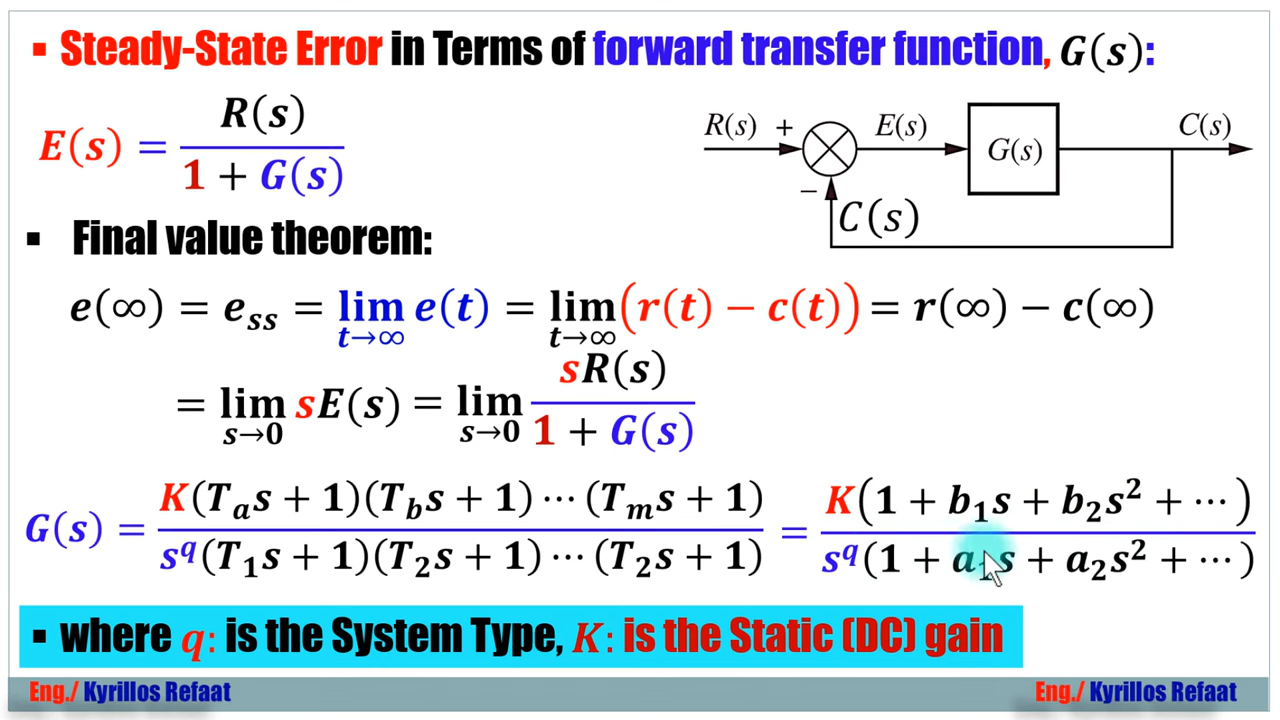 ▪ Steady-State Error in Terms of forward transfer function, G(s):
E(s) = R(s) / (1 + G(s))
R(s) + E(s) G(s) C(s)
− C(s)
▪ Final value theorem:
e(∞) = e_ss = lim_{t→∞} e(t) = lim_{t→∞} (r(t) − c(t)) = r(∞) − c(∞)
= lim_{s→0} sE(s) = lim_{s→0} sR(s) / (1 + G(s))
G(s) = K(T_a s + 1)(T_b s + 1) ⋯ (T_m s + 1) / s^q(T_1 s + 1)(T_2 s + 1) ⋯ (T_2 s + 1) = K(1 + b_1 s + b_2 s^2 + ⋯) / s^q(1 + a_1 s + a_2 s^2 + ⋯)
▪ where q: is the System Type, K: is the Static (DC) gain
Eng./ Kyrillos Refaat Eng./ Kyrillos Refaat